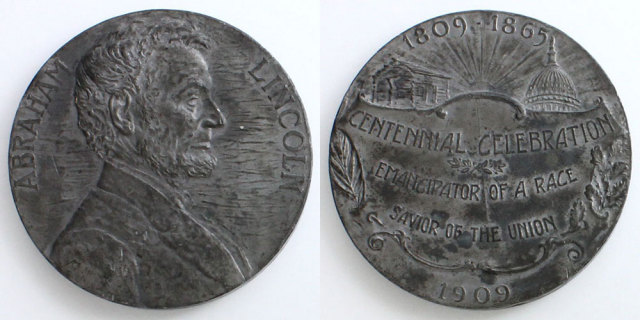 ABRAHAM LINCOLN
1809-1865
CENTENNIAL CELEBRATION
EMANCIPATOR OF A RACE
SAVIOR OF THE UNION
1909